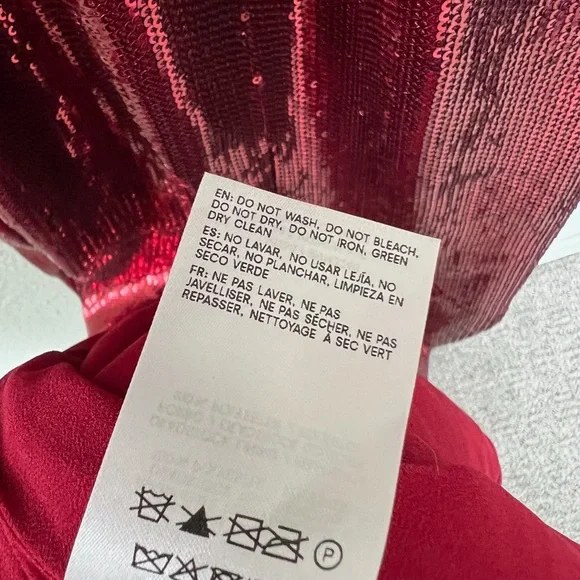 EN: DO NOT WASH, DO NOT BLEACH,
DO NOT DRY, DO NOT IRON, GREEN
DRY CLEAN
ES: NO LAVAR, NO USAR LEJÍA, NO
SECAR, NO PLANCHAR, LIMPIEZA EN
SECO VERDE
FR: NE PAS LAVER, NE PAS
JAVELLISER, NE PAS SÉCHER, NE PAS
REPASSER, NETTOYAGE À SEC VERT
P